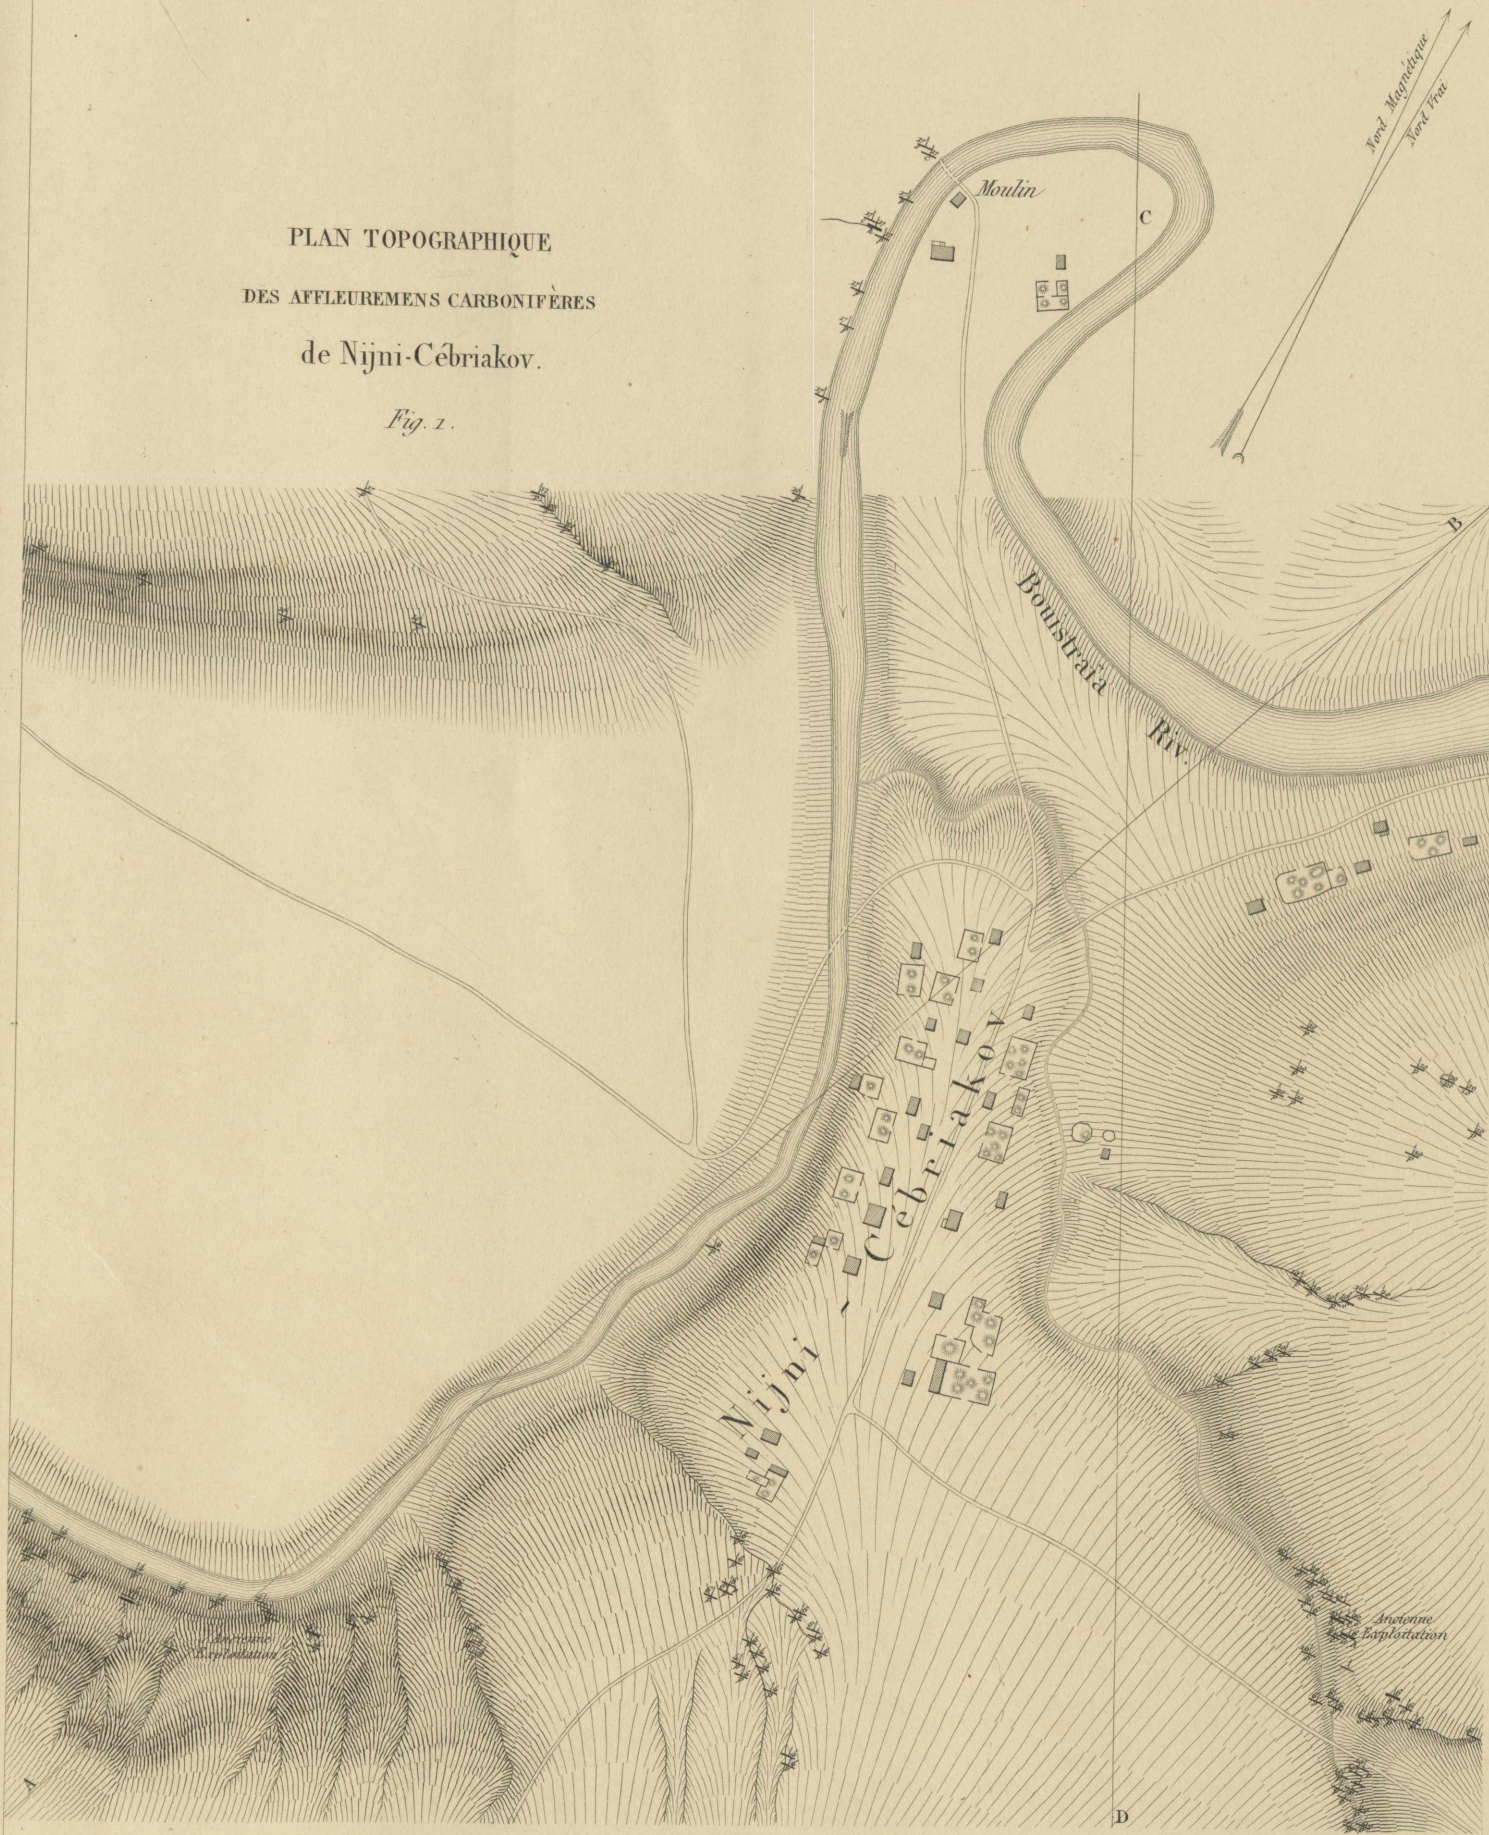 PLAN TOPOGRAPHIQUE
DES AFFLEUREMENS CARBONIFÈRES
de Nijni-Cébriakov.
Fig. 1.
Nord Magnétique
Nord Vrai
Moulin
C
B
Bouistraïa
Riv.
Nijni - Cébriakov
Ancienne
Exploitation
Ancienne
Exploitation
A
D